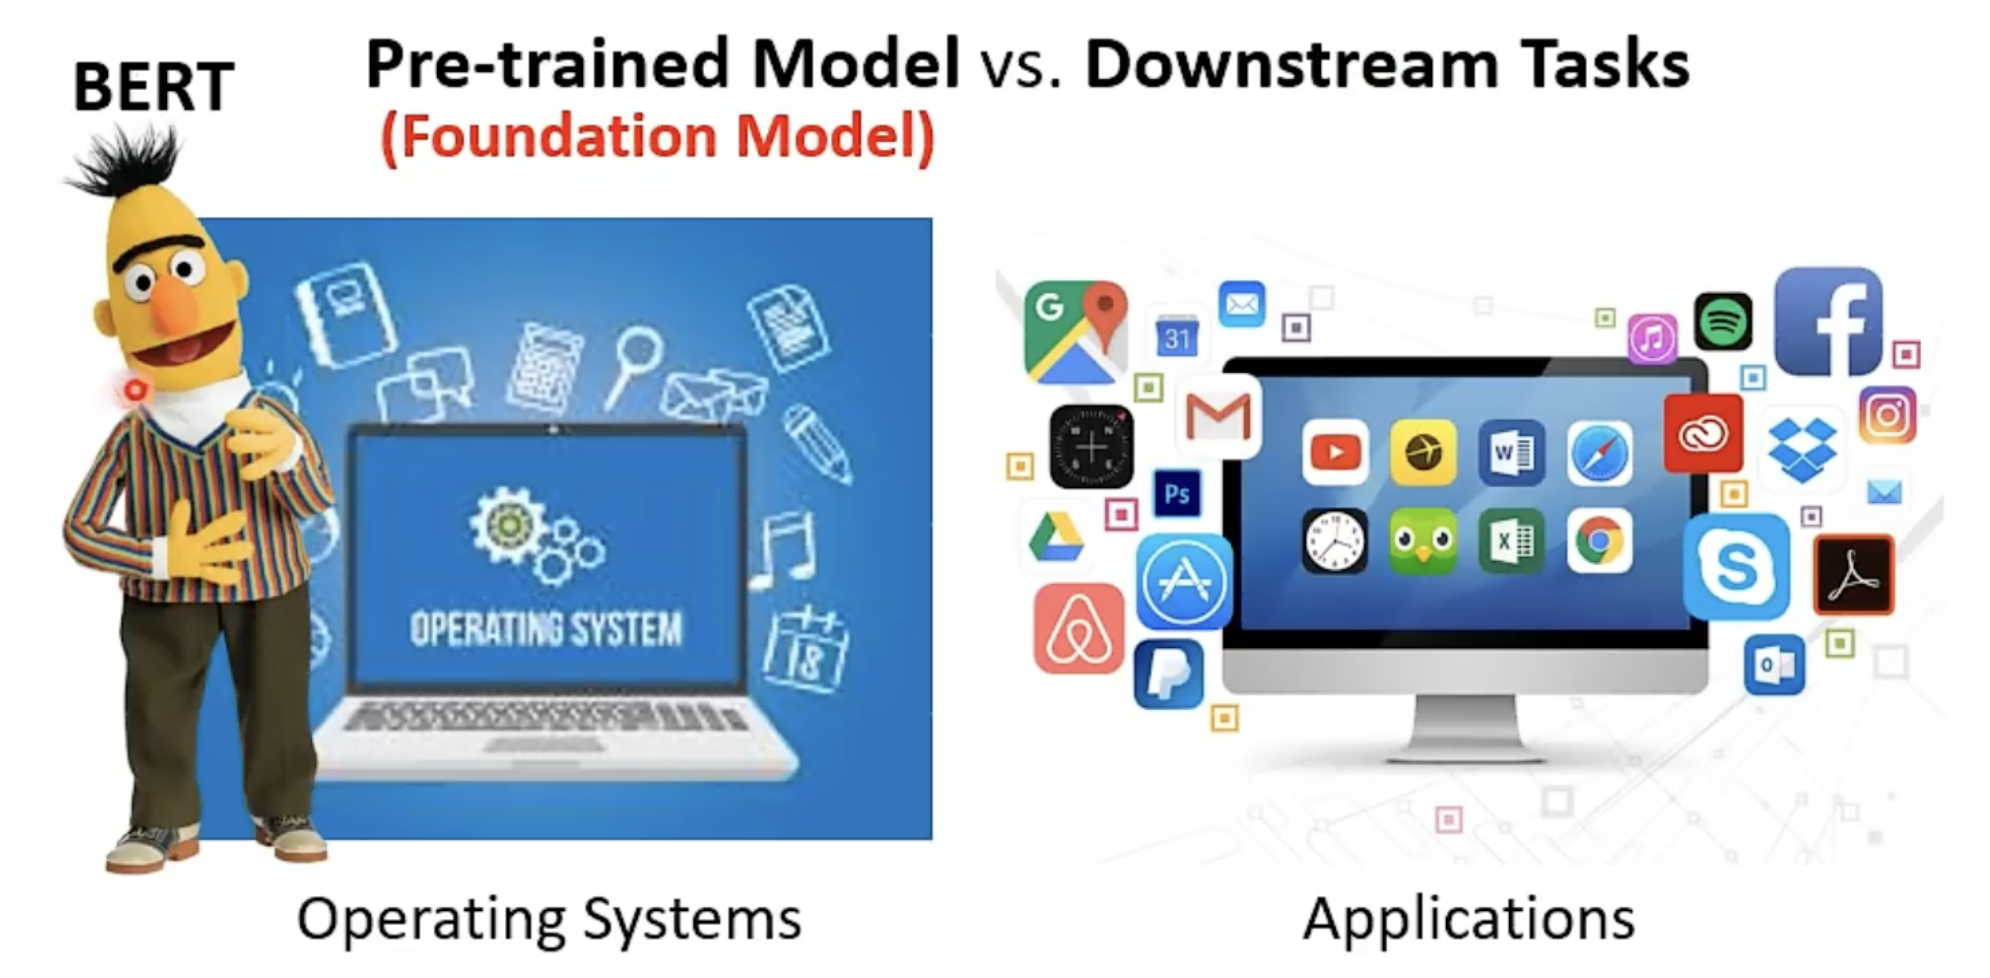 BERT
Pre-trained Model vs. Downstream Tasks
(Foundation Model)
OPERATING SYSTEM
18
G
31
N
S
E
Ps
W
X
S
O
Operating Systems
Applications